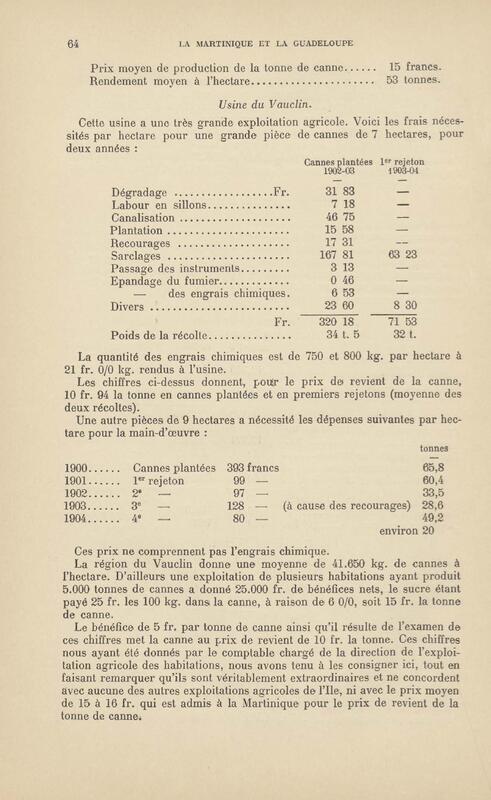 64 LA MARTINIQUE ET LA GUADELOUPE
Prix moyen de production de la tonne de canne...... 15 francs.
Rendement moyen à l'hectare..................... 53 tonnes.
Usine du Vauclin.
Cette usine a une très grande exploitation agricole. Voici les frais néces-
sités par hectare pour une grande pièce de cannes de 7 hectares, pour
deux années :
Cannes plantées 1er rejeton
1902-03 1903-04
— —
Dégradage ..................Fr. 31 83 —
Labour en sillons............... 7 18 —
Canalisation .................... 46 75 —
Plantation ...................... 15 58 —
Recourages .................... 17 31 —
Sarclages ...................... 167 81 63 23
Passage des instruments......... 3 13 —
Epandage du fumier............. 0 46 —
— des engrais chimiques. 6 53 —
Divers ......................... 23 60 8 30
Fr. 320 18 71 53
Poids de la récolte............... 34 t. 5 32 t.
La quantité des engrais chimiques est de 750 et 800 kg. par hectare à
21 fr. 0/0 kg. rendus à l'usine.
Les chiffres ci-dessus donnent, pour le prix de revient de la canne,
10 fr. 94 la tonne en cannes plantées et en premiers rejetons (moyenne des
deux récoltes).
Une autre pièces de 9 hectares a nécessité les dépenses suivantes par hec-
tare pour la main-d'œuvre :
tonnes
—
1900...... Cannes plantées 393 francs 65,8
1901...... 1er rejeton 99 — 60,4
1902...... 2e — 97 — 33,5
1903...... 3e — 128 — (à cause des recourages) 28,6
1904...... 4e — 80 — 49,2
environ 20
Ces prix ne comprennent pas l'engrais chimique.
La région du Vauclin donne une moyenne de 41.650 kg. de cannes à
l'hectare. D'ailleurs une exploitation de plusieurs habitations ayant produit
5.000 tonnes de cannes a donné 25.000 fr. de bénéfices nets, le sucre étant
payé 25 fr. les 100 kg. dans la canne, à raison de 6 0/0, soit 15 fr. la tonne
de canne.
Le bénéfice de 5 fr. par tonne de canne ainsi qu'il résulte de l'examen de
ces chiffres met la canne au prix de revient de 10 fr. la tonne. Ces chiffres
nous ayant été donnés par le comptable chargé de la direction de l'exploi-
tation agricole des habitations, nous avons tenu à les consigner ici, tout en
faisant remarquer qu'ils sont véritablement extraordinaires et ne concordent
avec aucune des autres exploitations agricoles de l'Ile, ni avec le prix moyen
de 15 à 16 fr. qui est admis à la Martinique pour le prix de revient de la
tonne de canne.